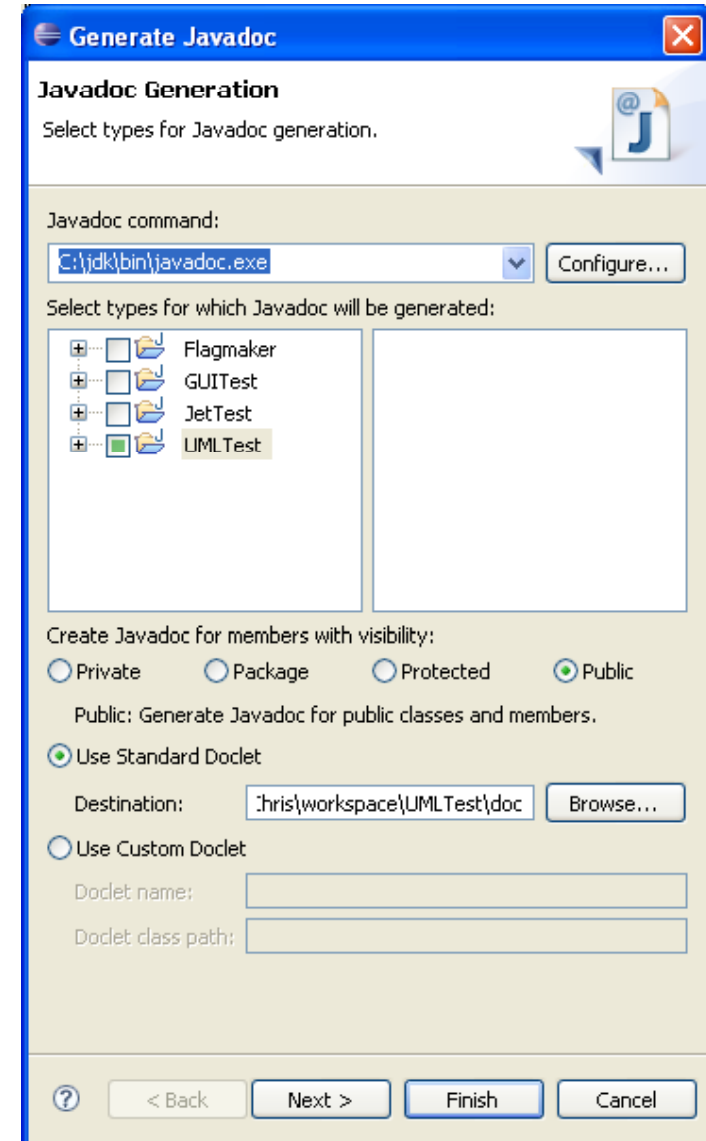 Generate Javadoc
Javadoc Generation
Select types for Javadoc generation.
@J
Javadoc command:
C:\jdk\bin\javadoc.exe
Configure...
Select types for which Javadoc will be generated:
Flagmaker
GUITest
JetTest
UMLTest
Create Javadoc for members with visibility:
Private Package Protected Public
Public: Generate Javadoc for public classes and members.
Use Standard Doclet
Destination: hris\workspace\UMLTest\doc Browse...
Use Custom Doclet
Doclet name:
Doclet class path:
? < Back Next > Finish Cancel